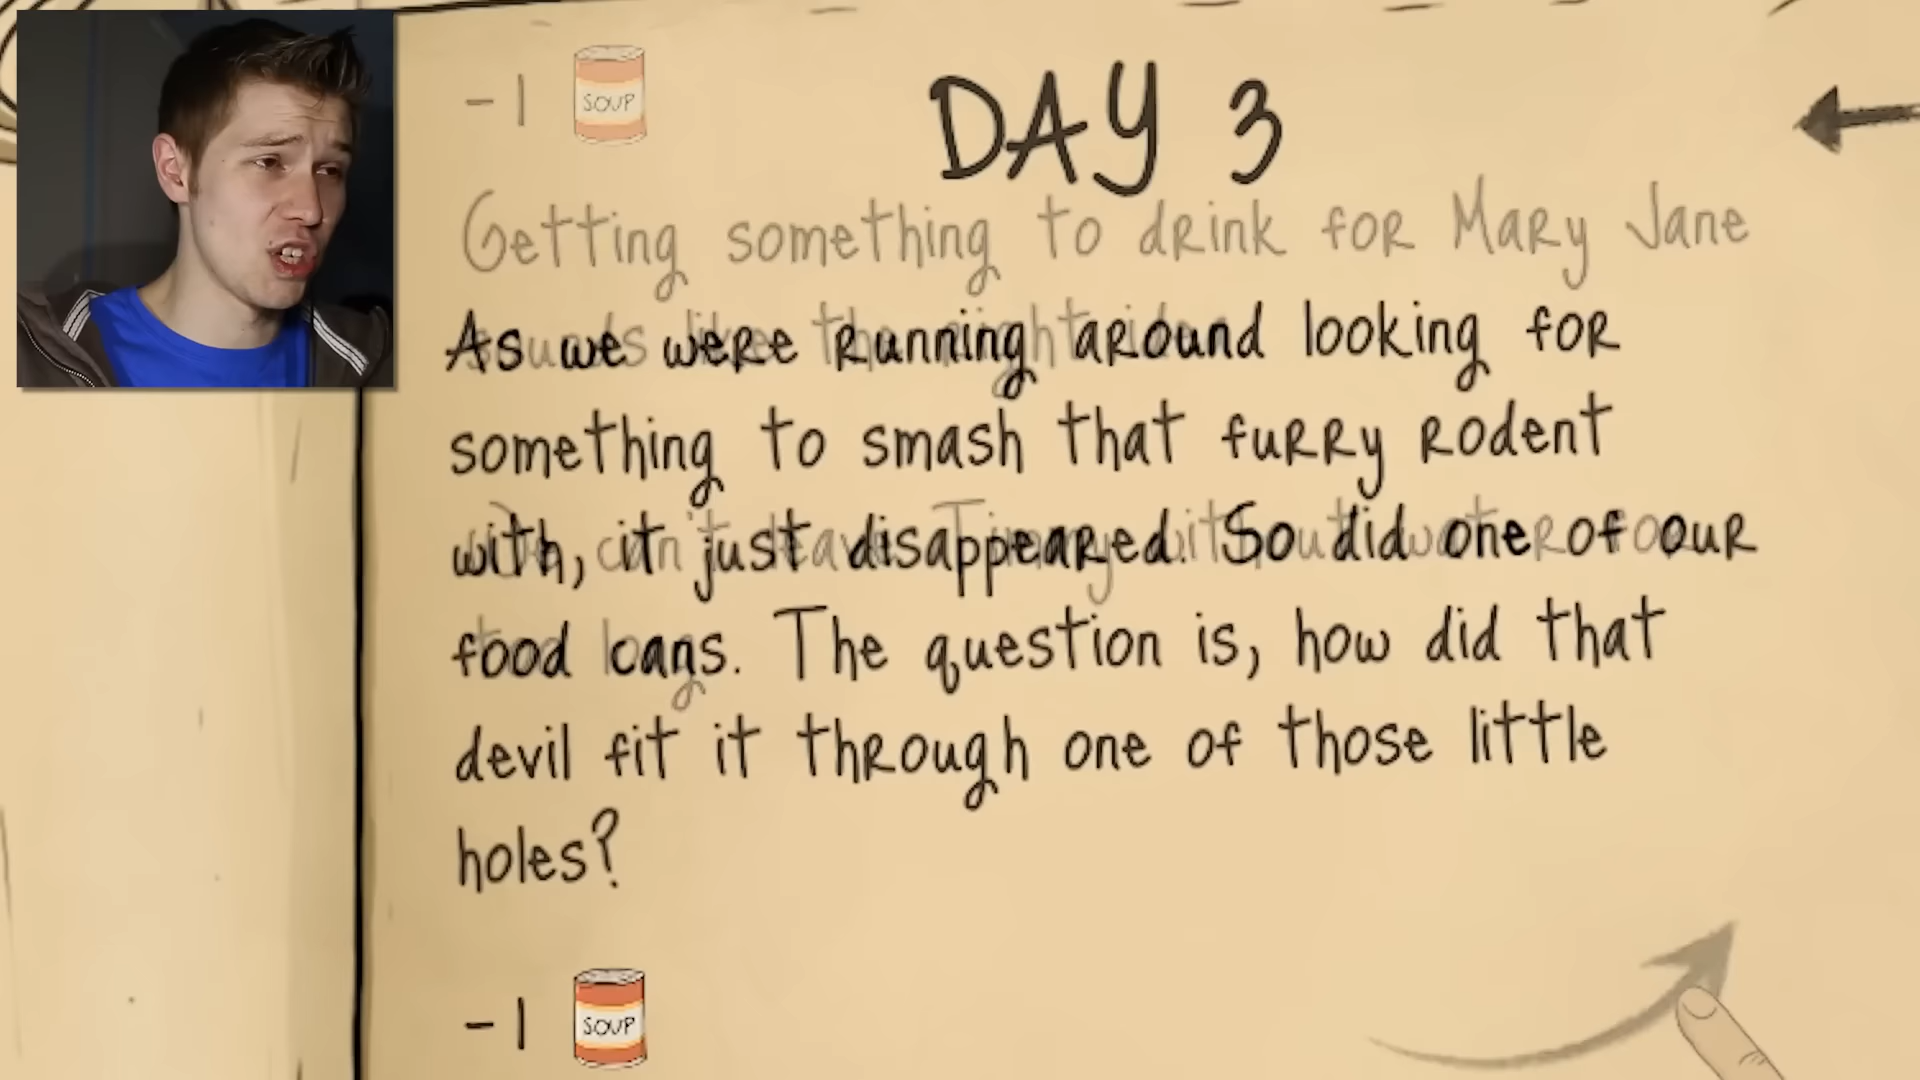 -1 SOUP
DAY 3
Getting something to drink for Mary Jane
As we were running around looking for
something to smash that furry rodent
with, it just disappeared. So did one of our
food cans. The question is, how did that
devil fit it through one of those little
holes?
-1 SOUP